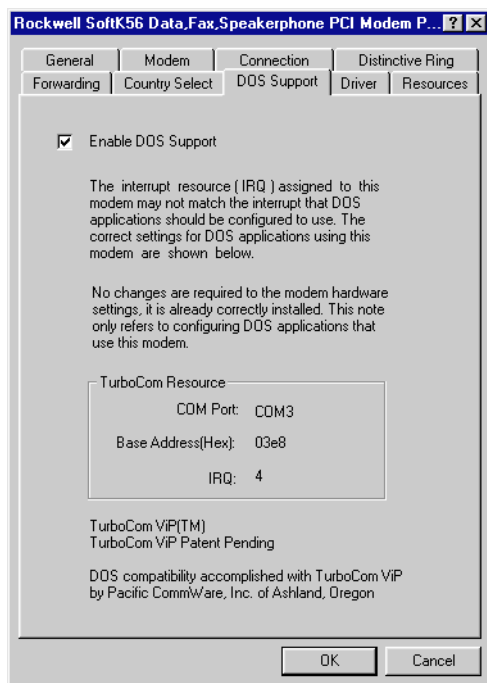 Rockwell SoftK56 Data,Fax,Speakerphone PCI Modem P...
General Modem Connection Distinctive Ring
Forwarding Country Select DOS Support Driver Resources
Enable DOS Support
The interrupt resource ( IRQ ) assigned to this
modem may not match the interrupt that DOS
applications should be configured to use. The
correct settings for DOS applications using this
modem are shown below.
No changes are required to the modem hardware
settings, it is already correctly installed. This note
only refers to configuring DOS applications that
use this modem.
TurboCom Resource
COM Port: COM3
Base Address(Hex): 03e8
IRQ: 4
TurboCom ViP(TM)
TurboCom ViP Patent Pending
DOS compatibility accomplished with TurboCom ViP
by Pacific CommWare, Inc. of Ashland, Oregon
OK Cancel